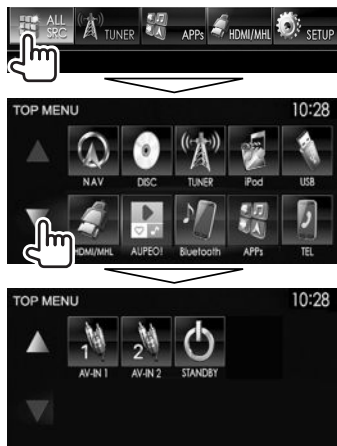 ALL SRC TUNER APPs HDMI/MHL SETUP
TOP MENU 10:28
NAV DISC TUNER iPod USB
HDMI/MHL AUPEO! Bluetooth APPs TEL
TOP MENU 10:28
1 2
AV-IN 1 AV-IN 2 STANDBY